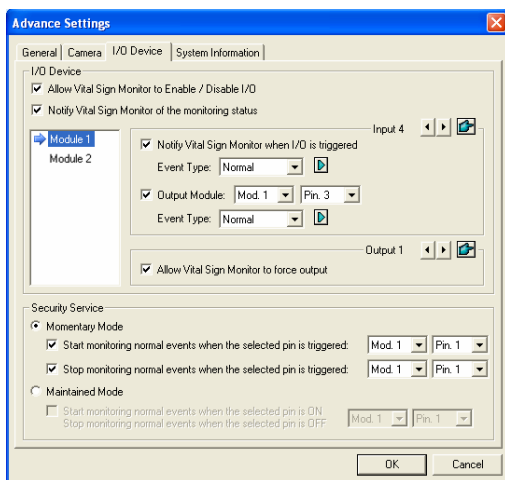 Advance Settings
General Camera I/O Device System Information
I/O Device
Allow Vital Sign Monitor to Enable / Disable I/O
Notify Vital Sign Monitor of the monitoring status
Module 1
Module 2
Input 4
Notify Vital Sign Monitor when I/O is triggered
Event Type: Normal
Output Module: Mod. 1 Pin. 3
Event Type: Normal
Output 1
Allow Vital Sign Monitor to force output
Security Service
Momentary Mode
Start monitoring normal events when the selected pin is triggered: Mod. 1 Pin. 1
Stop monitoring normal events when the selected pin is triggered: Mod. 1 Pin. 1
Maintained Mode
Start monitoring normal events when the selected pin is ON
Stop monitoring normal events when the selected pin is OFF
Mod. 1 Pin. 1
OK Cancel